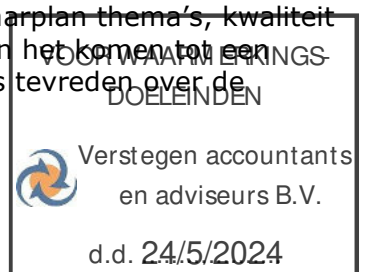 arplan thema's, kwaliteit
n het komen tot een
s tevreden over de
VOOR WAARMERKINGS-
DOELEINDEN
Verstegen accountants
en adviseurs B.V.
d.d. 24/5/2024